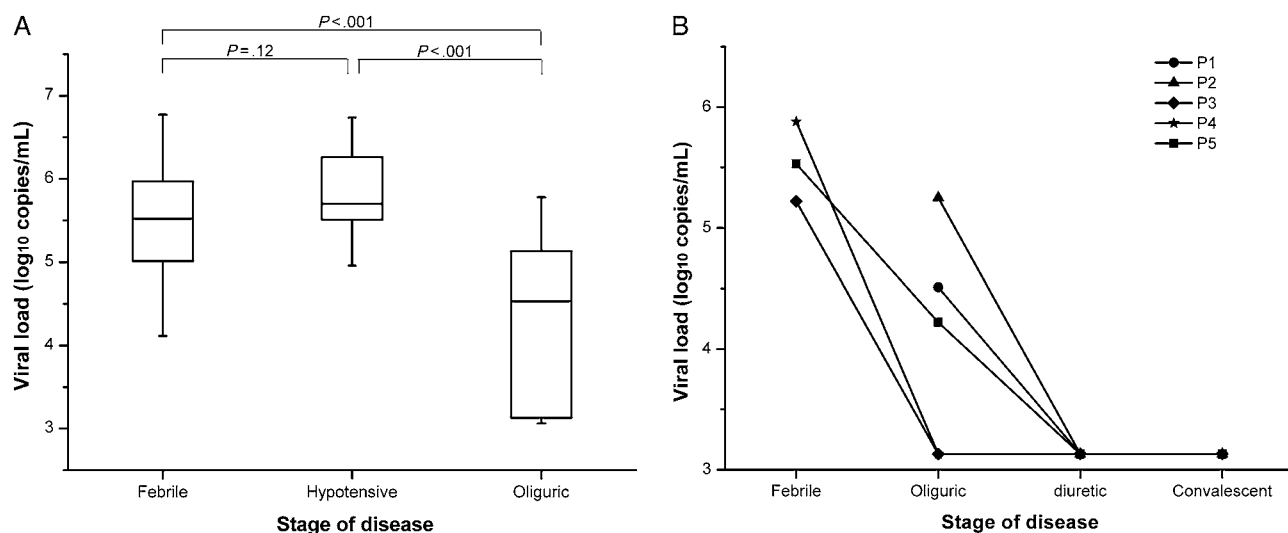 A
P<.001
P=.12
P<.001
7
6
5
4
3
Viral load (log10 copies/mL)
Febrile
Hypotensive
Oliguric
Stage of disease
B
P1
P2
P3
P4
P5
6
5
4
3
Viral load (log10 copies/mL)
Febrile
Oliguric
diuretic
Convalescent
Stage of disease